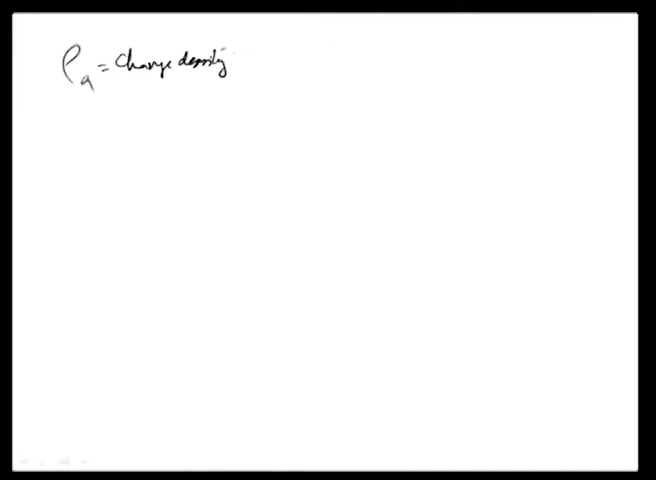 ρq = Charge density